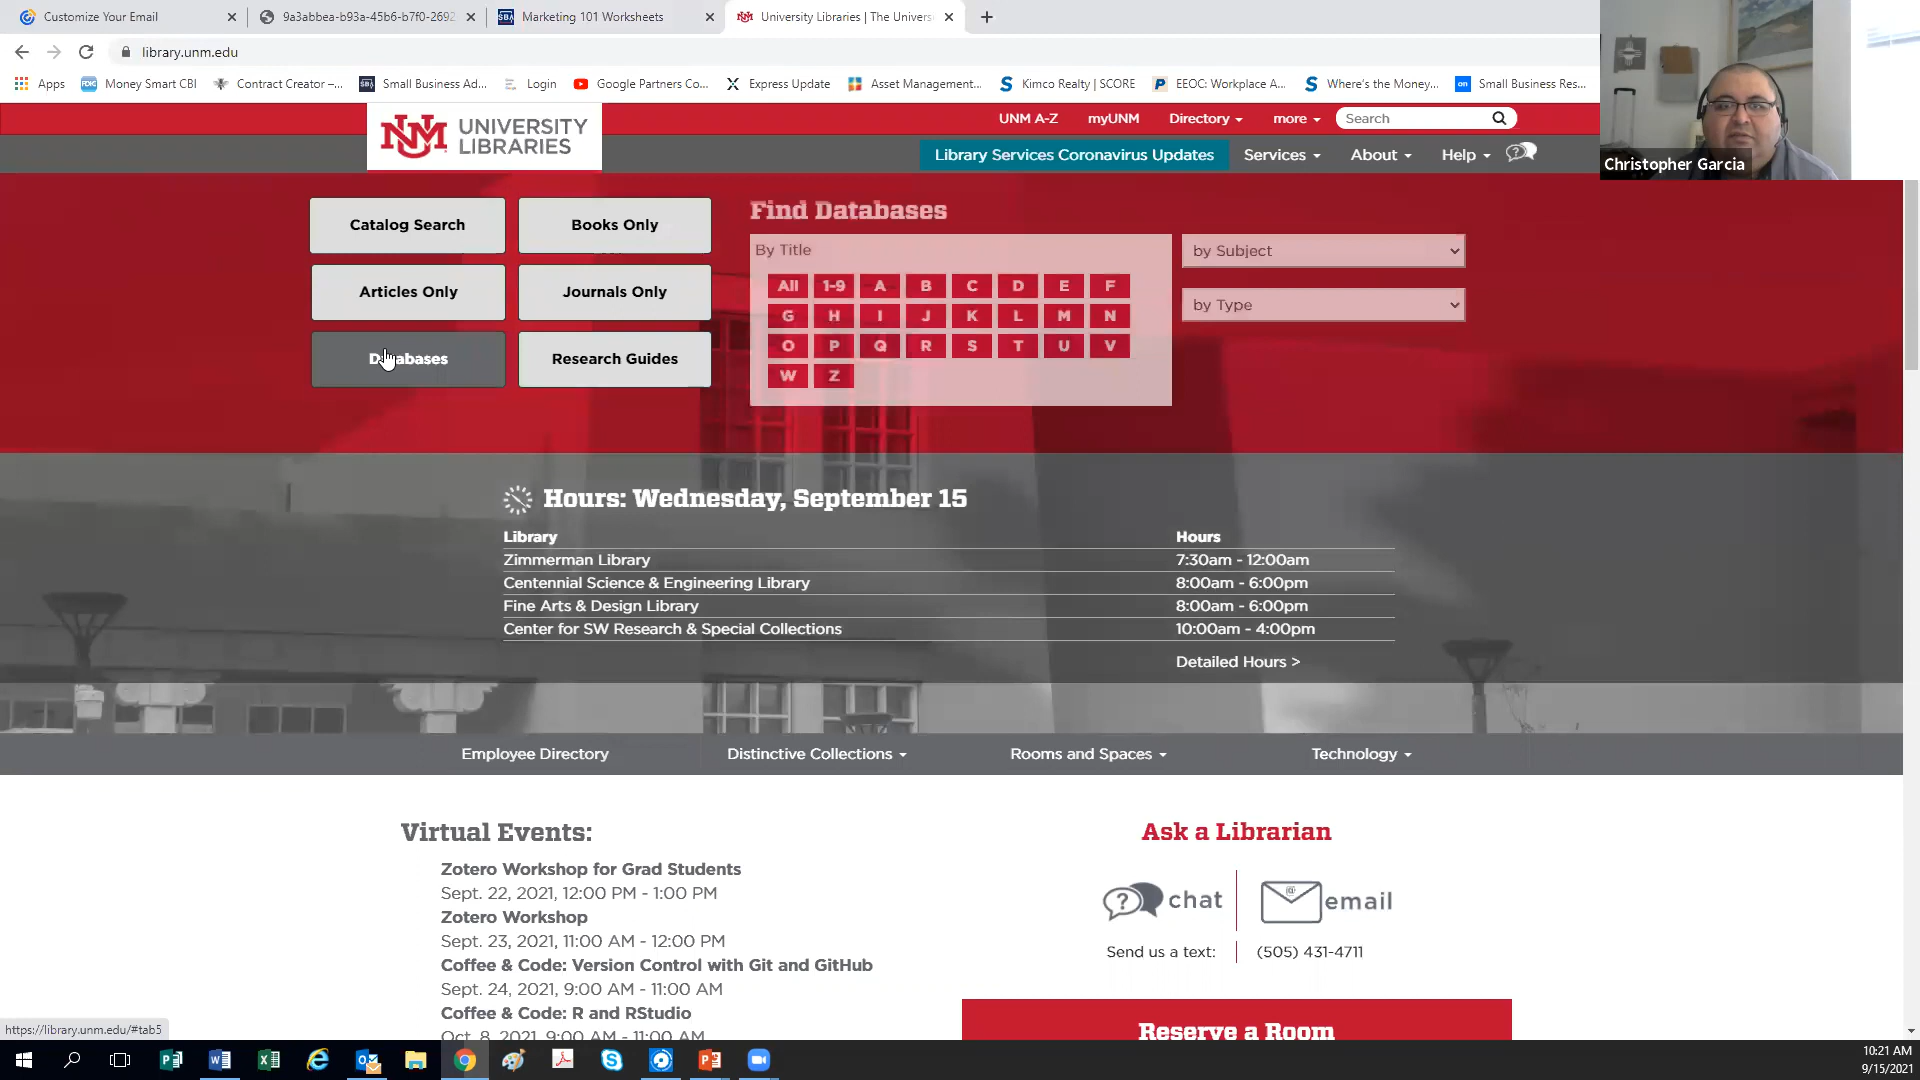 Customize Your Email
9a3abbea-b93a-45b6-b7f0-2692
SBA Marketing 101 Worksheets
University Libraries | The Univers
library.unm.edu
Apps
Money Smart CBI
Contract Creator –...
Small Business Ad...
Login
Google Partners Co...
Express Update
Asset Management...
Kimco Realty | SCORE
EEOC: Workplace A...
Where's the Money...
Small Business Res...
UNM A-Z
myUNM
Directory
more
Search
UNIVERSITY
LIBRARIES
Library Services Coronavirus Updates
Services
About
Help
Christopher Garcia
Catalog Search
Books Only
Articles Only
Journals Only
Databases
Research Guides
Find Databases
By Title
All 1-9 A B C D E F
G H I J K L M N
O P Q R S T U V
W Z
by Subject
by Type
Hours: Wednesday, September 15
Library Hours
Zimmerman Library 7:30am - 12:00am
Centennial Science & Engineering Library 8:00am - 6:00pm
Fine Arts & Design Library 8:00am - 6:00pm
Center for SW Research & Special Collections 10:00am - 4:00pm
Detailed Hours >
Employee Directory
Distinctive Collections
Rooms and Spaces
Technology
Virtual Events:
Zotero Workshop for Grad Students
Sept. 22, 2021, 12:00 PM - 1:00 PM
Zotero Workshop
Sept. 23, 2021, 11:00 AM - 12:00 PM
Coffee & Code: Version Control with Git and GitHub
Sept. 24, 2021, 9:00 AM - 11:00 AM
Coffee & Code: R and RStudio
Oct. 8, 2021, 9:00 AM - 11:00 AM
Ask a Librarian
chat
email
Send us a text:
(505) 431-4711
Reserve a Room
https://library.unm.edu/#tab5
10:21 AM
9/15/2021